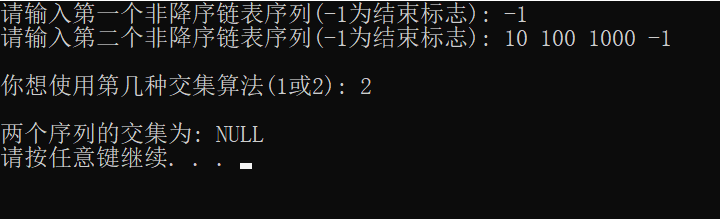 请输入第一个非降序链表序列(-1为结束标志): -1
请输入第二个非降序链表序列(-1为结束标志): 10 100 1000 -1
你想使用第几种交集算法(1或2): 2
两个序列的交集为: NULL
请按任意键继续. . .